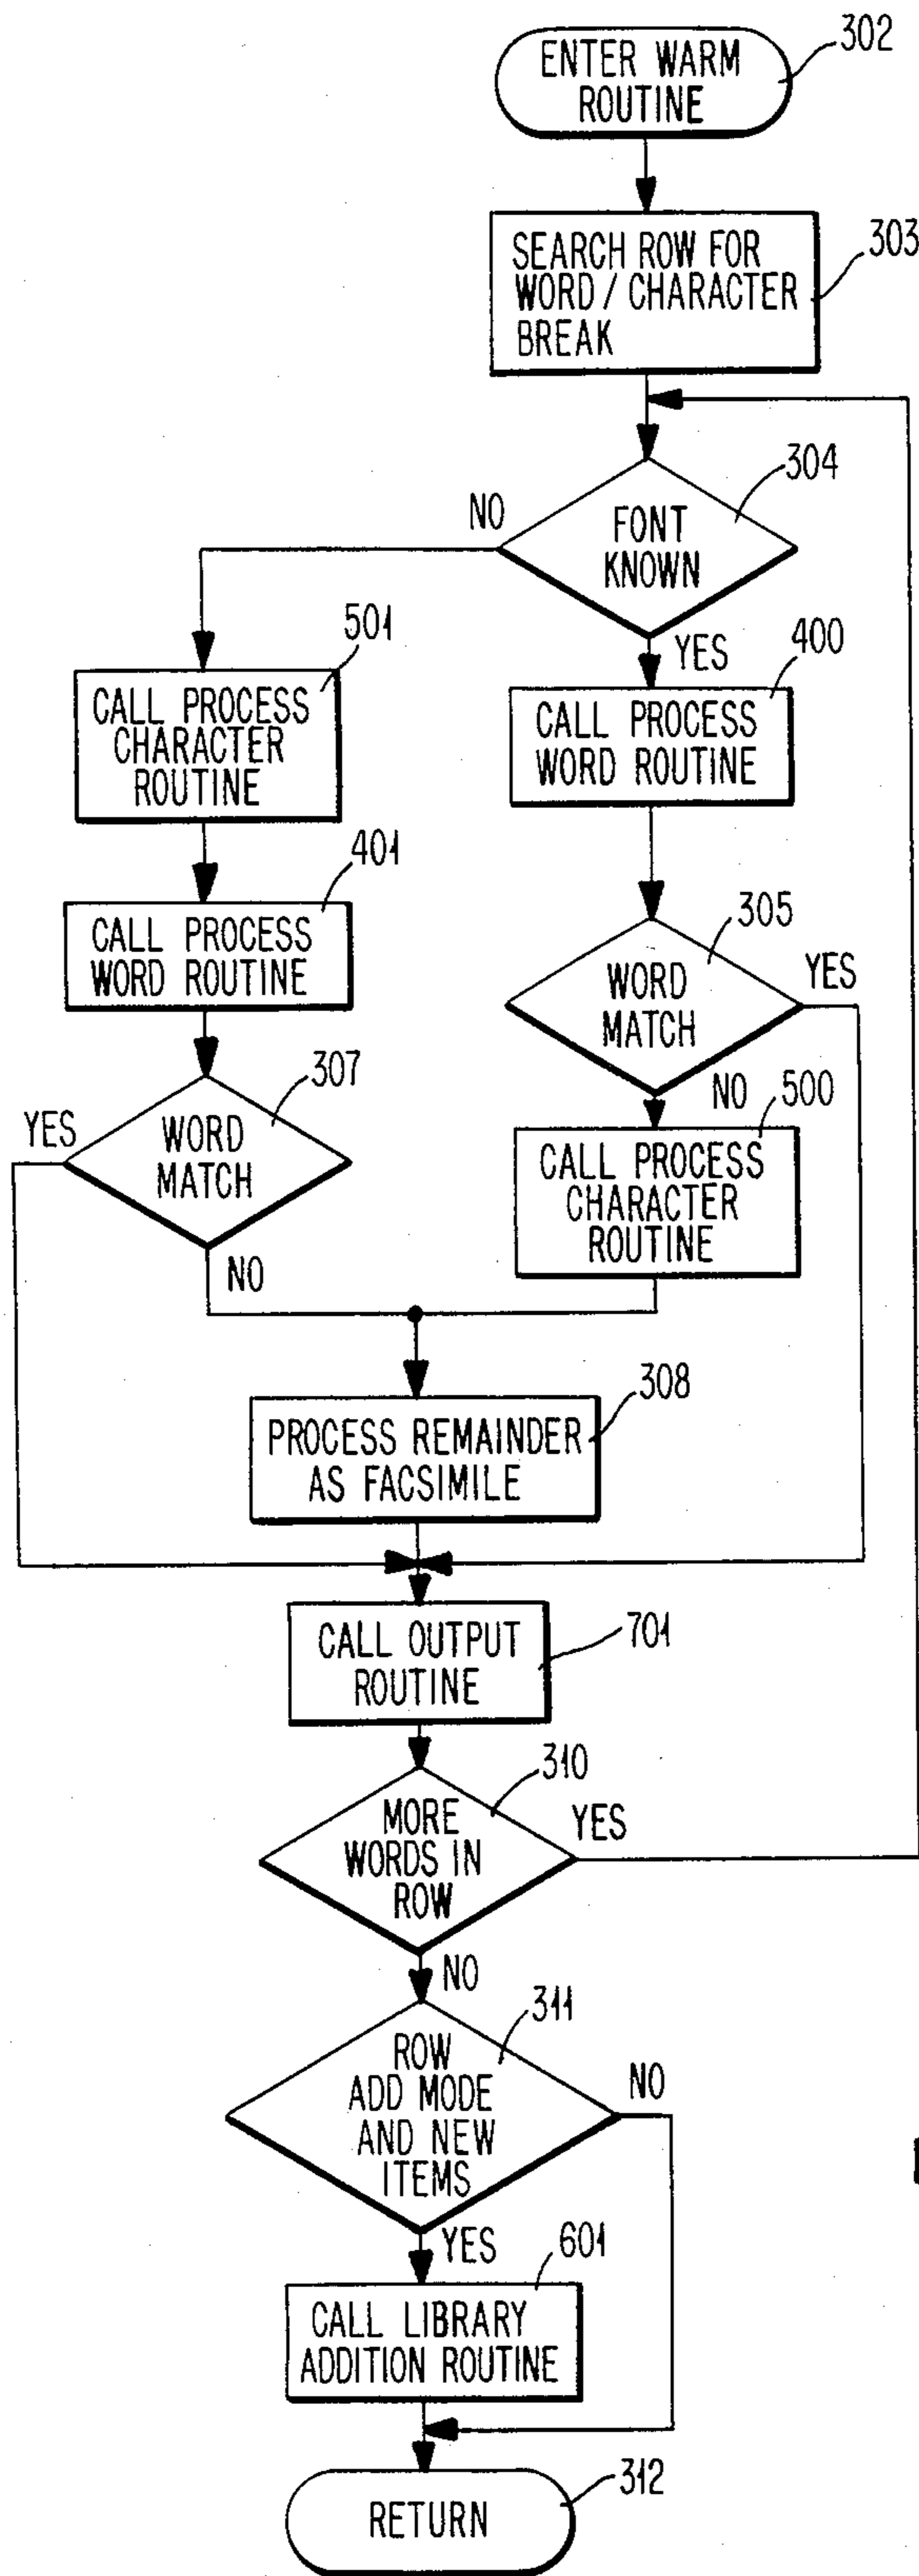 302
ENTER WARM
ROUTINE
303
SEARCH ROW FOR
WORD / CHARACTER
BREAK
304
NO
FONT
KNOWN
YES
501
400
CALL PROCESS
CHARACTER
ROUTINE
CALL PROCESS
WORD ROUTINE
401
305
CALL PROCESS
WORD ROUTINE
WORD
MATCH
YES
307
NO
500
YES
WORD
MATCH
CALL PROCESS
CHARACTER
ROUTINE
NO
308
PROCESS REMAINDER
AS FACSIMILE
701
CALL OUTPUT
ROUTINE
310
MORE
WORDS IN
ROW
YES
NO
311
ROW
ADD MODE
AND NEW
ITEMS
NO
YES
601
CALL LIBRARY
ADDITION ROUTINE
312
RETURN